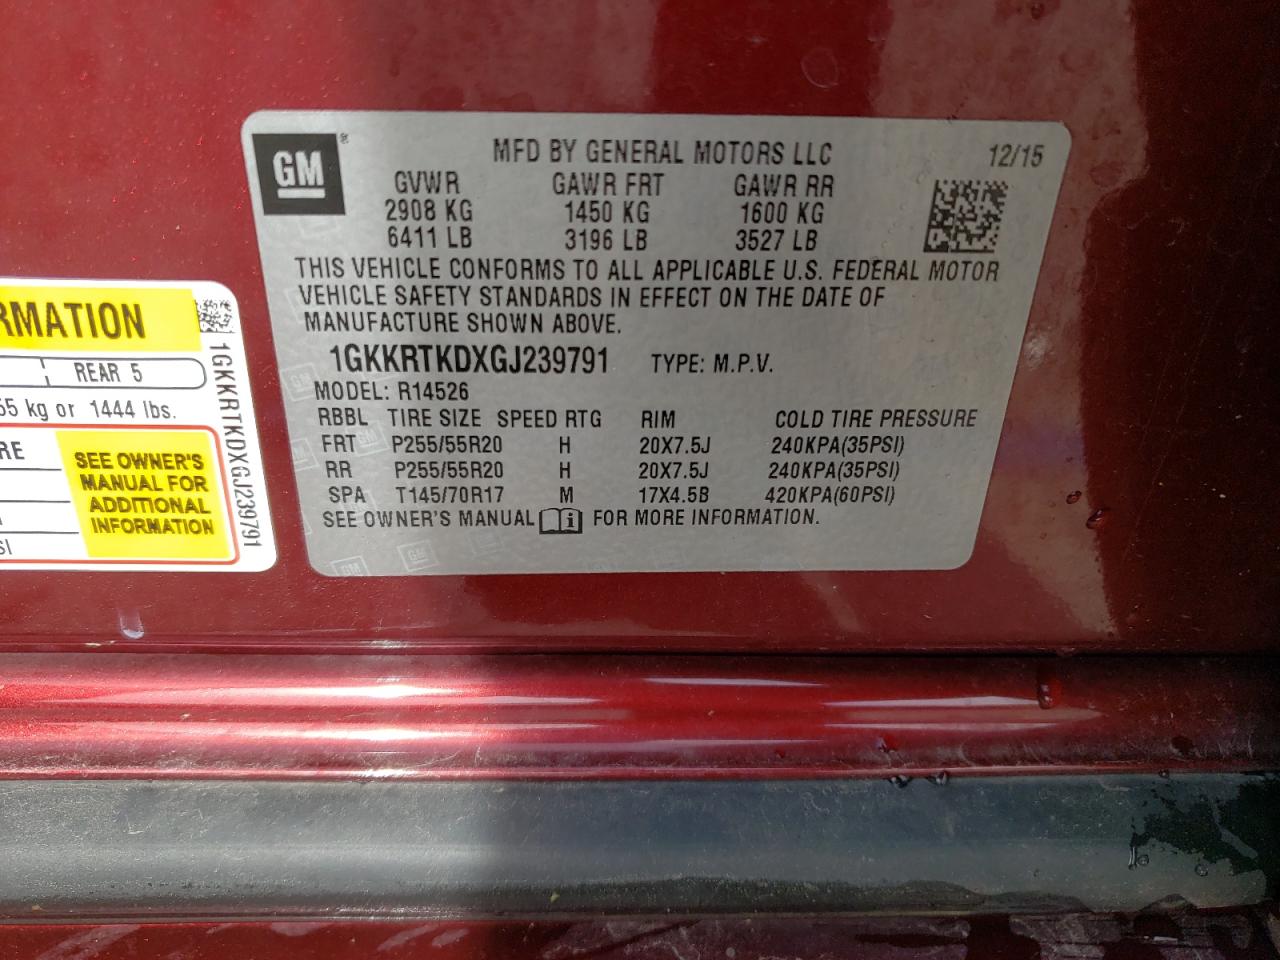 GM ®
MFD BY GENERAL MOTORS LLC 12/15
GVWR GAWR FRT GAWR RR
2908 KG 1450 KG 1600 KG
6411 LB 3196 LB 3527 LB
THIS VEHICLE CONFORMS TO ALL APPLICABLE U.S. FEDERAL MOTOR
VEHICLE SAFETY STANDARDS IN EFFECT ON THE DATE OF
MANUFACTURE SHOWN ABOVE.
1GKKRTKDXGJ239791 TYPE: M.P.V.
MODEL: R14526
RBBL TIRE SIZE SPEED RTG RIM COLD TIRE PRESSURE
FRT P255/55R20 H 20X7.5J 240KPA(35PSI)
RR P255/55R20 H 20X7.5J 240KPA(35PSI)
SPA T145/70R17 M 17X4.5B 420KPA(60PSI)
SEE OWNER'S MANUAL i FOR MORE INFORMATION.
GM GM
RMATION
REAR 5
55 kg or 1444 lbs.
RE
SEE OWNER'S
MANUAL FOR
ADDITIONAL
INFORMATION
SI
1GKKRTKDXGJ239791